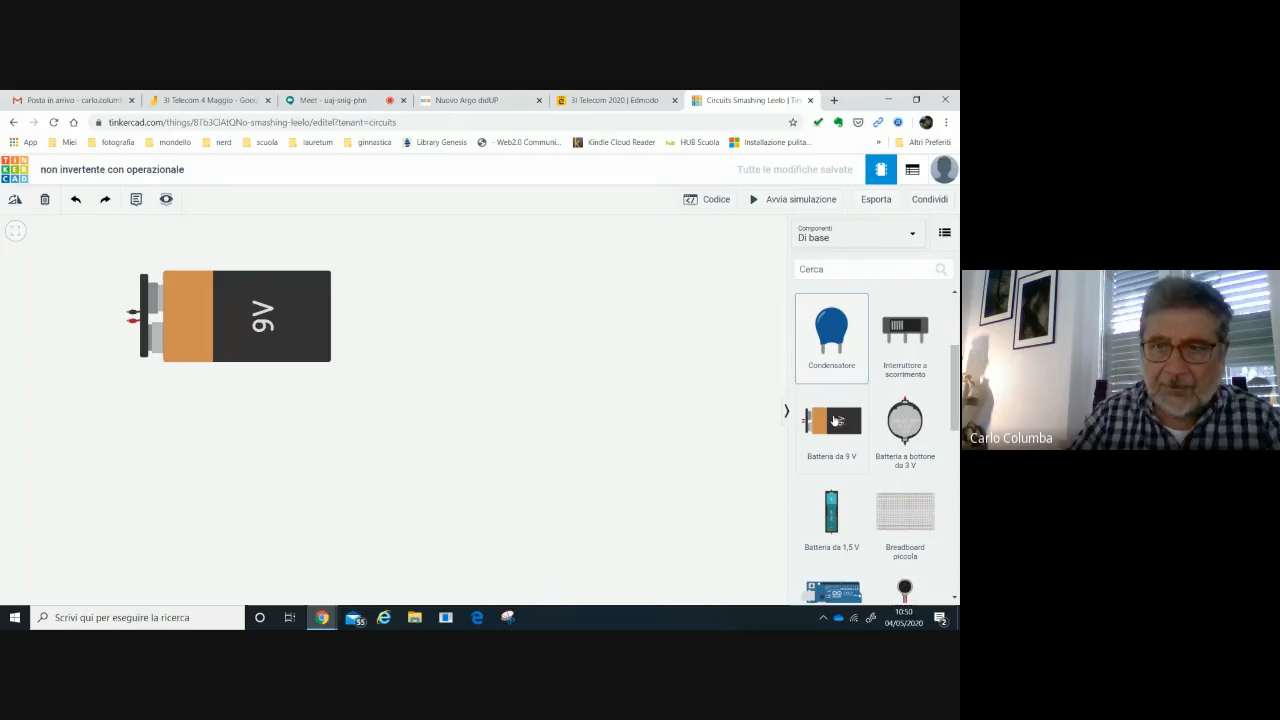 Posta in arrivo - carlo.columb
3I Telecom 4 Maggio - Goog
Meet - uaj-snig-phn
Nuovo Argo didUP
3I Telecom 2020 | Edmodo
Circuits Smashing Leelo | Tin
tinkercad.com/things/8Tb3ClAtQNo-smashing-leelo/editel?tenant=circuits
App Miei fotografia mondello nerd scuola lauretum ginnastica Library Genesis - Web2.0 Communi... Kindle Cloud Reader HUB Scuola Installazione pulita... » Altri Preferiti
TIN
KER
CAD
non invertente con operazionale
Tutte le modifiche salvate
Codice
Avvia simulazione
Esporta
Condividi
Componenti
Di base
Cerca
9V
Condensatore
Interruttore a
scorrimento
Batteria da 9 V
Batteria a bottone
da 3 V
Batteria da 1,5 V
Breadboard
piccola
Carlo Columba
Scrivi qui per eseguire la ricerca
55
10:50
04/05/2020
2